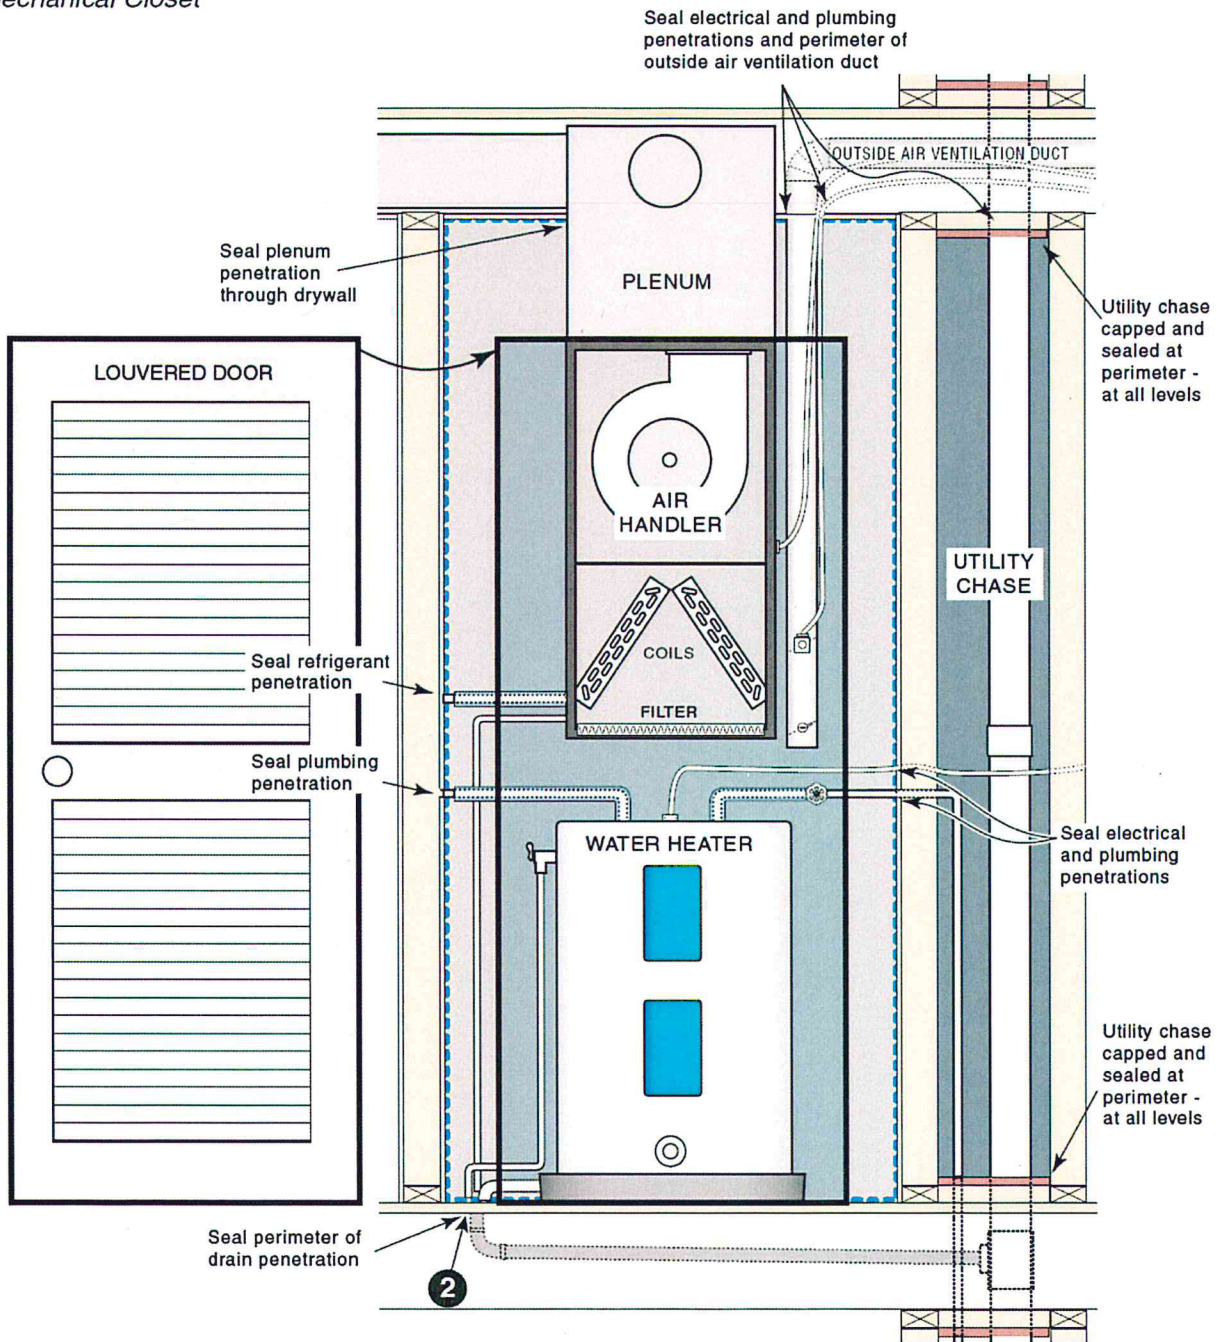 Mechanical Closet
Seal electrical and plumbing
penetrations and perimeter of
outside air ventilation duct
OUTSIDE AIR VENTILATION DUCT
Seal plenum
penetration
through drywall
PLENUM
Utility chase
capped and
sealed at
perimeter -
at all levels
LOUVERED DOOR
AIR
HANDLER
UTILITY
CHASE
COILS
Seal refrigerant
penetration
FILTER
Seal plumbing
penetration
WATER HEATER
Seal electrical
and plumbing
penetrations
Utility chase
capped and
sealed at
perimeter -
at all levels
Seal perimeter of
drain penetration
2